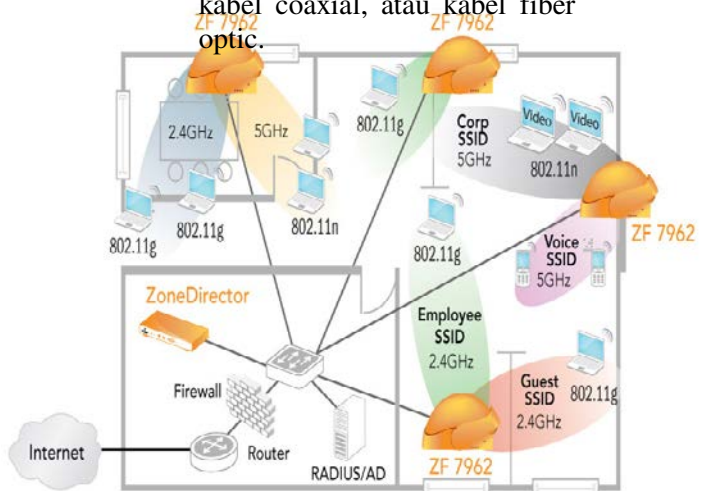 kabel coaxial, atau kabel fiber
optic.
ZF 7962
ZF 7962
2.4GHz
5GHz
802.11g
Corp
SSID
5GHz
Video
Video
802.11n
802.11g
802.11g
802.11n
802.11g
ZF 7962
Voice
SSID
5GHz
ZoneDirector
Employee
SSID
2.4GHz
Firewall
Guest
SSID
2.4GHz
802.11g
Internet
Router
RADIUS/AD
ZF 7962